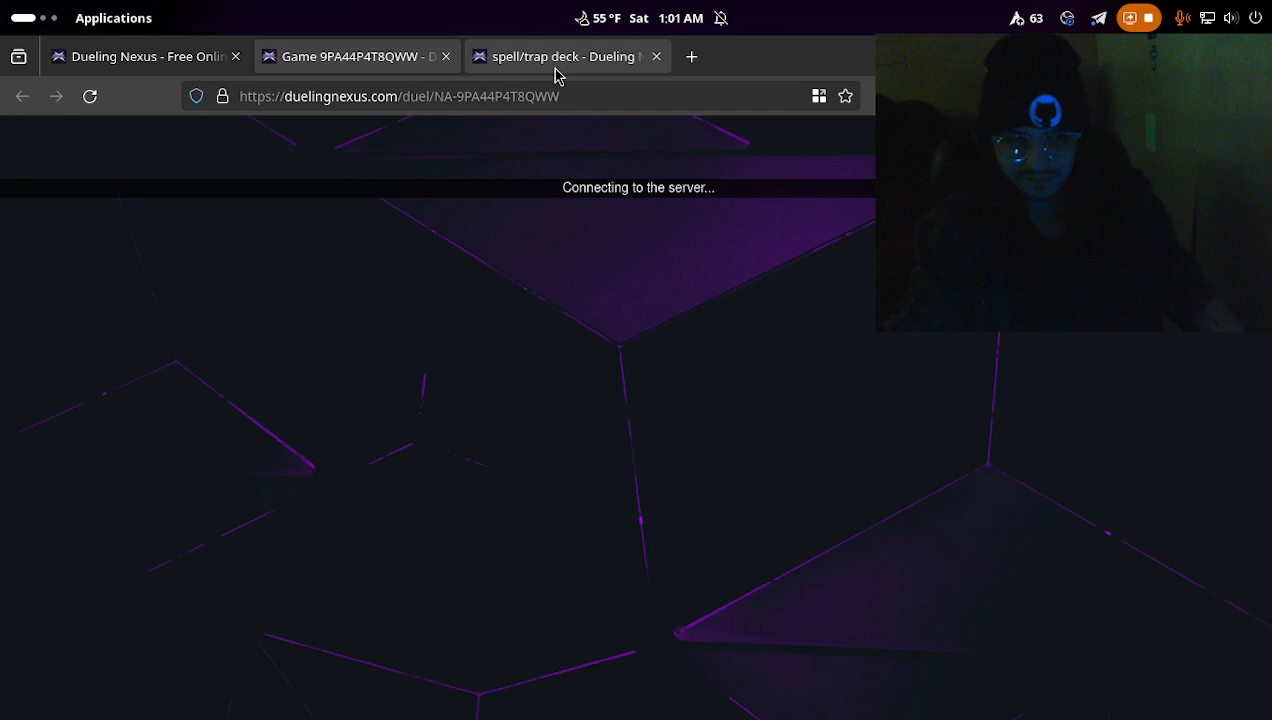 Applications
55 °F Sat 1:01 AM
63
Dueling Nexus - Free Onlin
Game 9PA44P4T8QWW - D
spell/trap deck - Dueling N
https://duelingnexus.com/duel/NA-9PA44P4T8QWW
Connecting to the server...